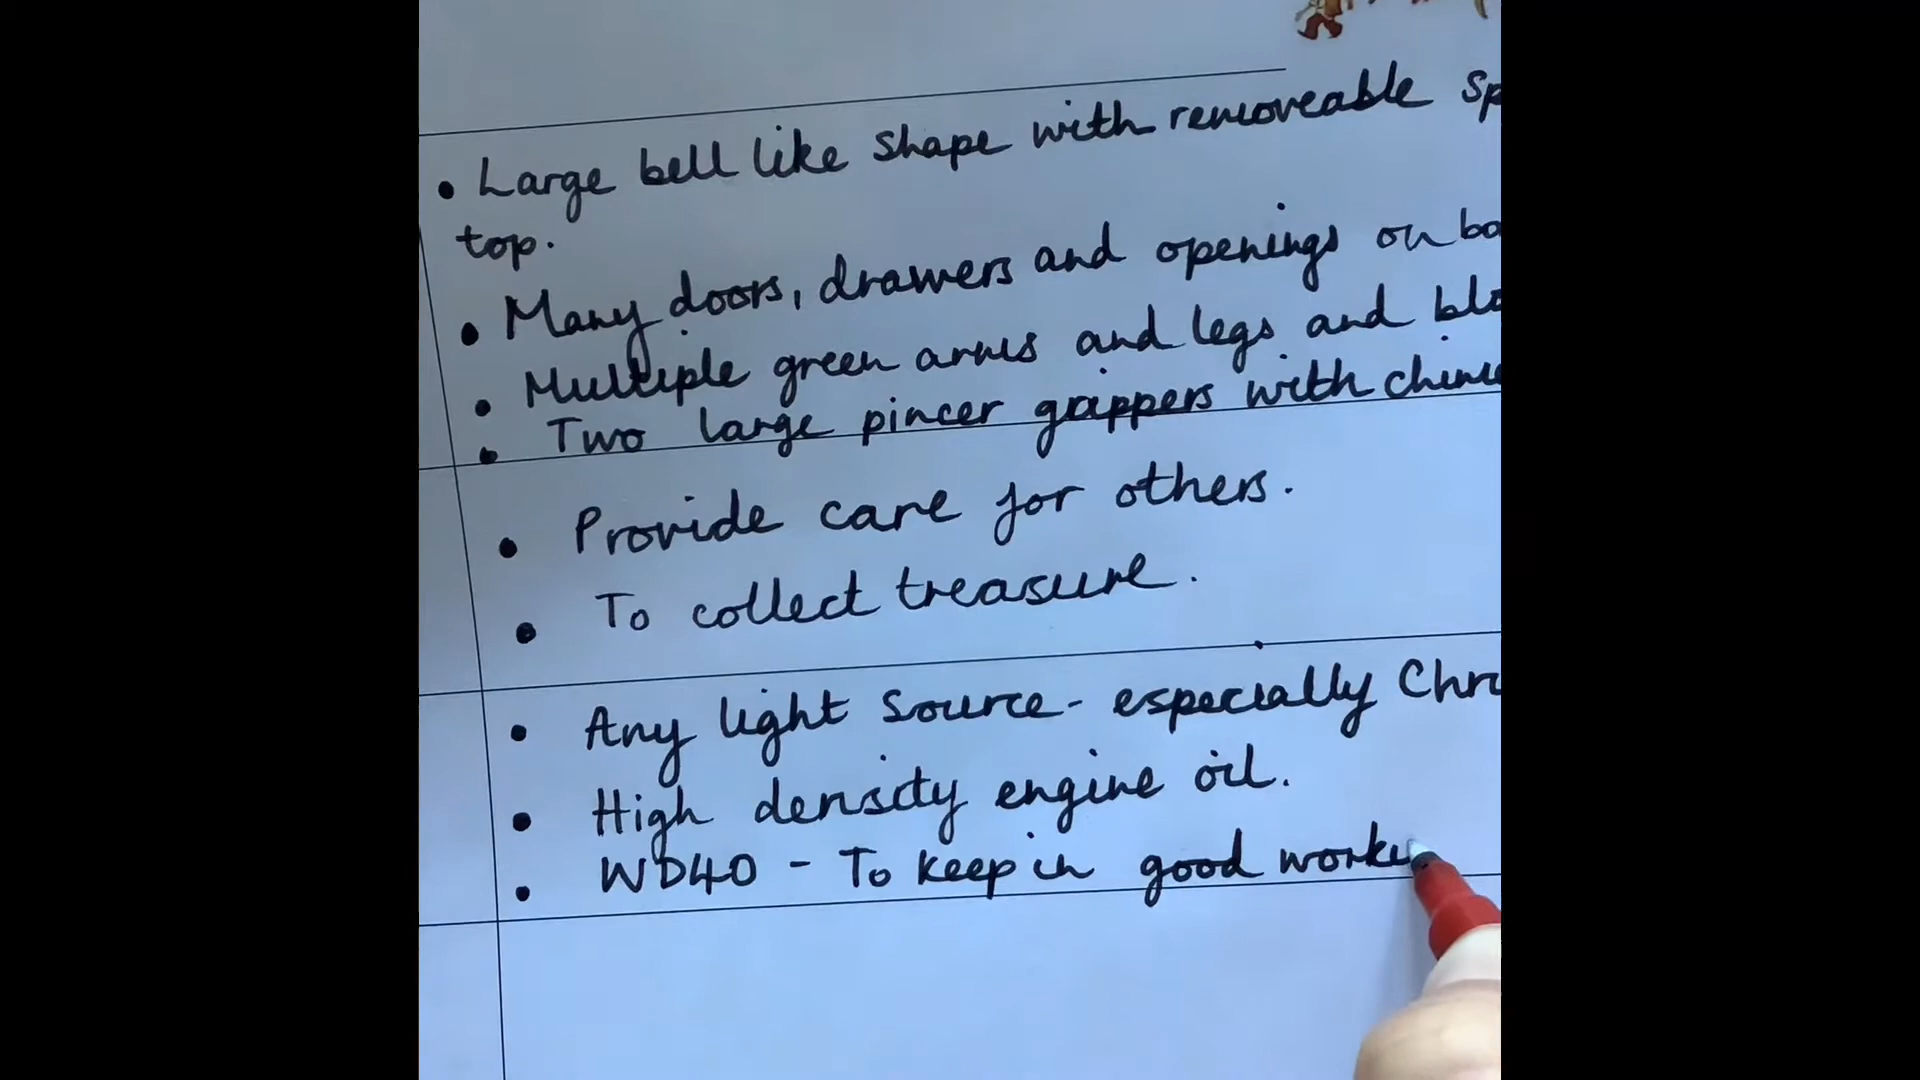 • Large bell like shape with removeable
top.
• Many doors, drawers and openings on
• Multiple green arms and legs and
• Two large pincer grippers with
• Provide care for others.
• To collect treasure.
• Any light source - especially
• High density engine oil.
• WD40 - To keep in good